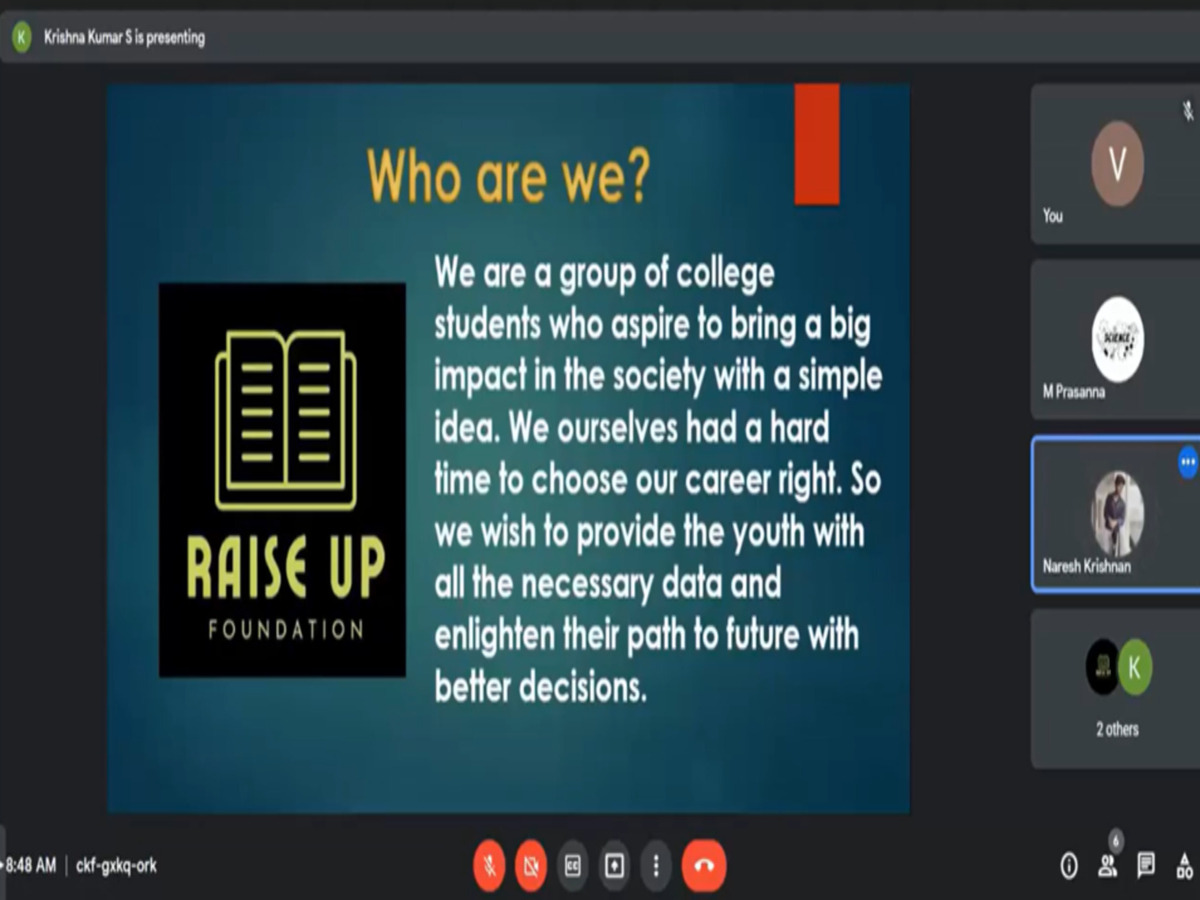 K
Krishna Kumar S is presenting
Who are we?
We are a group of college
students who aspire to bring a big
impact in the society with a simple
idea. We ourselves had a hard
time to choose our career right. So
we wish to provide the youth with
all the necessary data and
enlighten their path to future with
better decisions.
RAISE UP
FOUNDATION
V
You
SCIENCE
M Prasanna
Naresh Krishnan
K
2 others
8:48 AM | ckf-gxkq-ork
CC
6